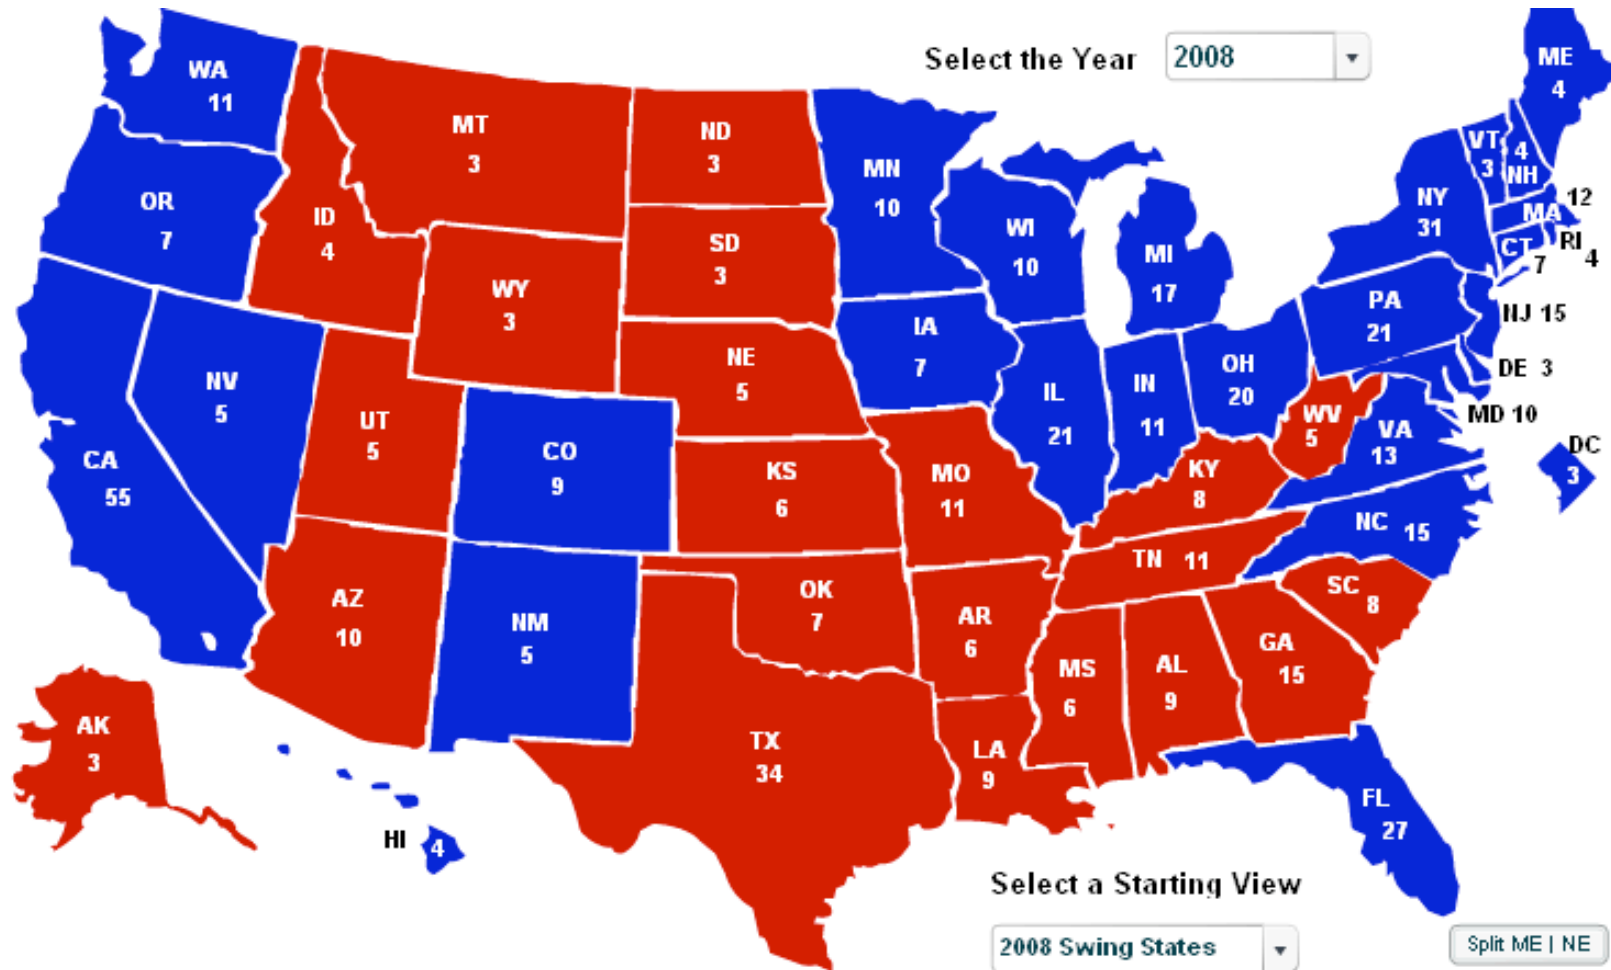 Select the Year 2008
WA
11
OR
7
CA
55
NV
5
ID
4
MT
3
WY
3
UT
5
AZ
10
CO
9
NM
5
ND
3
SD
3
NE
5
KS
6
OK
7
TX
34
MN
10
IA
7
MO
11
AR
6
LA
9
WI
10
IL
21
MI
17
IN
11
OH
20
KY
8
TN 11
MS
6
AL
9
GA
15
SC
8
NC 15
VA
13
WV
5
FL
27
PA
21
NY
31
VT
3
4
NH
ME
4
12
MA
RI
4
CT
7
NJ 15
DE 3
MD 10
DC
3
AK
3
HI 4
Select a Starting View
2008 Swing States
Split ME | NE